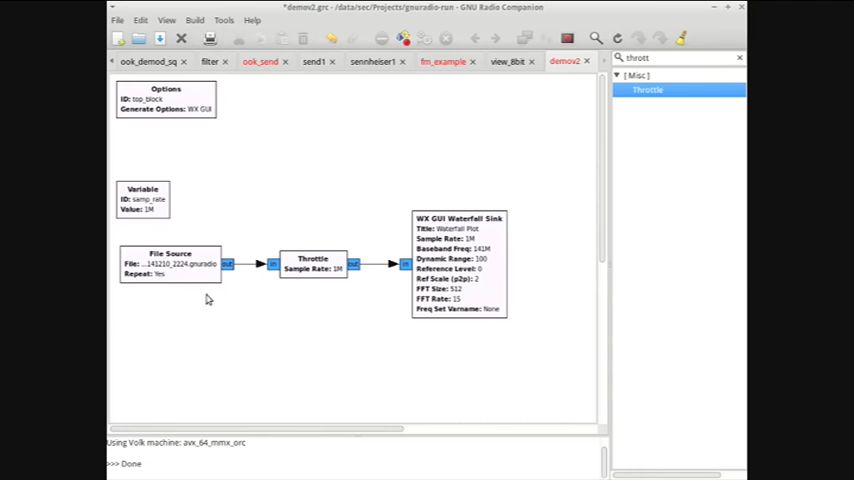 *demov2.grc - /data/sec/Projects/gnuradio-run - GNU Radio Companion
File Edit View Build Tools Help
ook_demod_sq filter ook_send send1 sennheiser1 fm_example view_8bit demov2
thrott
[ Misc ]
Throttle
Options
ID: top_block
Generate Options: WX GUI
Variable
ID: samp_rate
Value: 1M
File Source
File: ...141210_2224.gnuradio
Repeat: Yes
out
in
Throttle
Sample Rate: 1M
out
in
WX GUI Waterfall Sink
Title: Waterfall Plot
Sample Rate: 1M
Baseband Freq: 141M
Dynamic Range: 100
Reference Level: 0
Ref Scale (p2p): 2
FFT Size: 512
FFT Rate: 15
Freq Set Varname: None
Using Volk machine: avx_64_mmx_orc
>>> Done